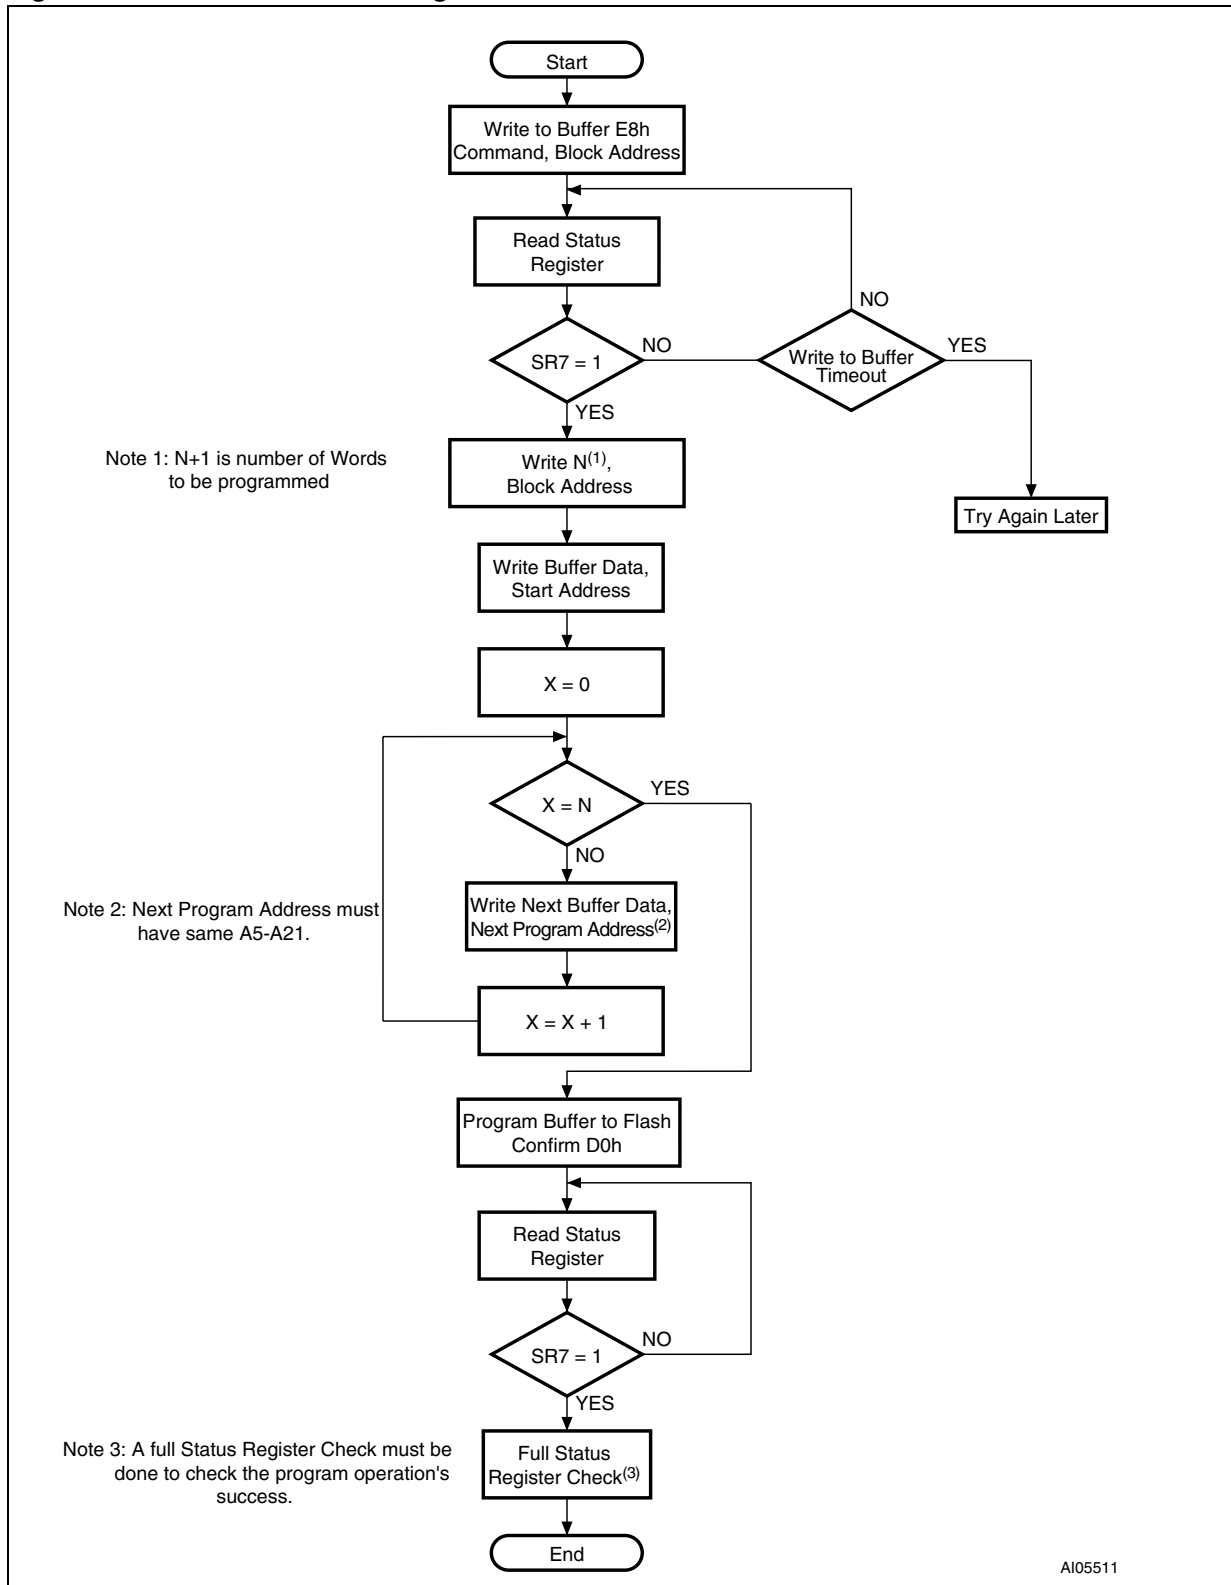 Start
Write to Buffer E8h
Command, Block Address
Read Status
Register
NO
SR7 = 1
NO
Write to Buffer
Timeout
YES
YES
Note 1: N+1 is number of Words
to be programmed
Write N(1),
Block Address
Try Again Later
Write Buffer Data,
Start Address
X = 0
X = N
YES
NO
Note 2: Next Program Address must
have same A5-A21.
Write Next Buffer Data,
Next Program Address(2)
X = X + 1
Program Buffer to Flash
Confirm D0h
Read Status
Register
SR7 = 1
NO
YES
Note 3: A full Status Register Check must be
done to check the program operation's
success.
Full Status
Register Check(3)
End
AI05511